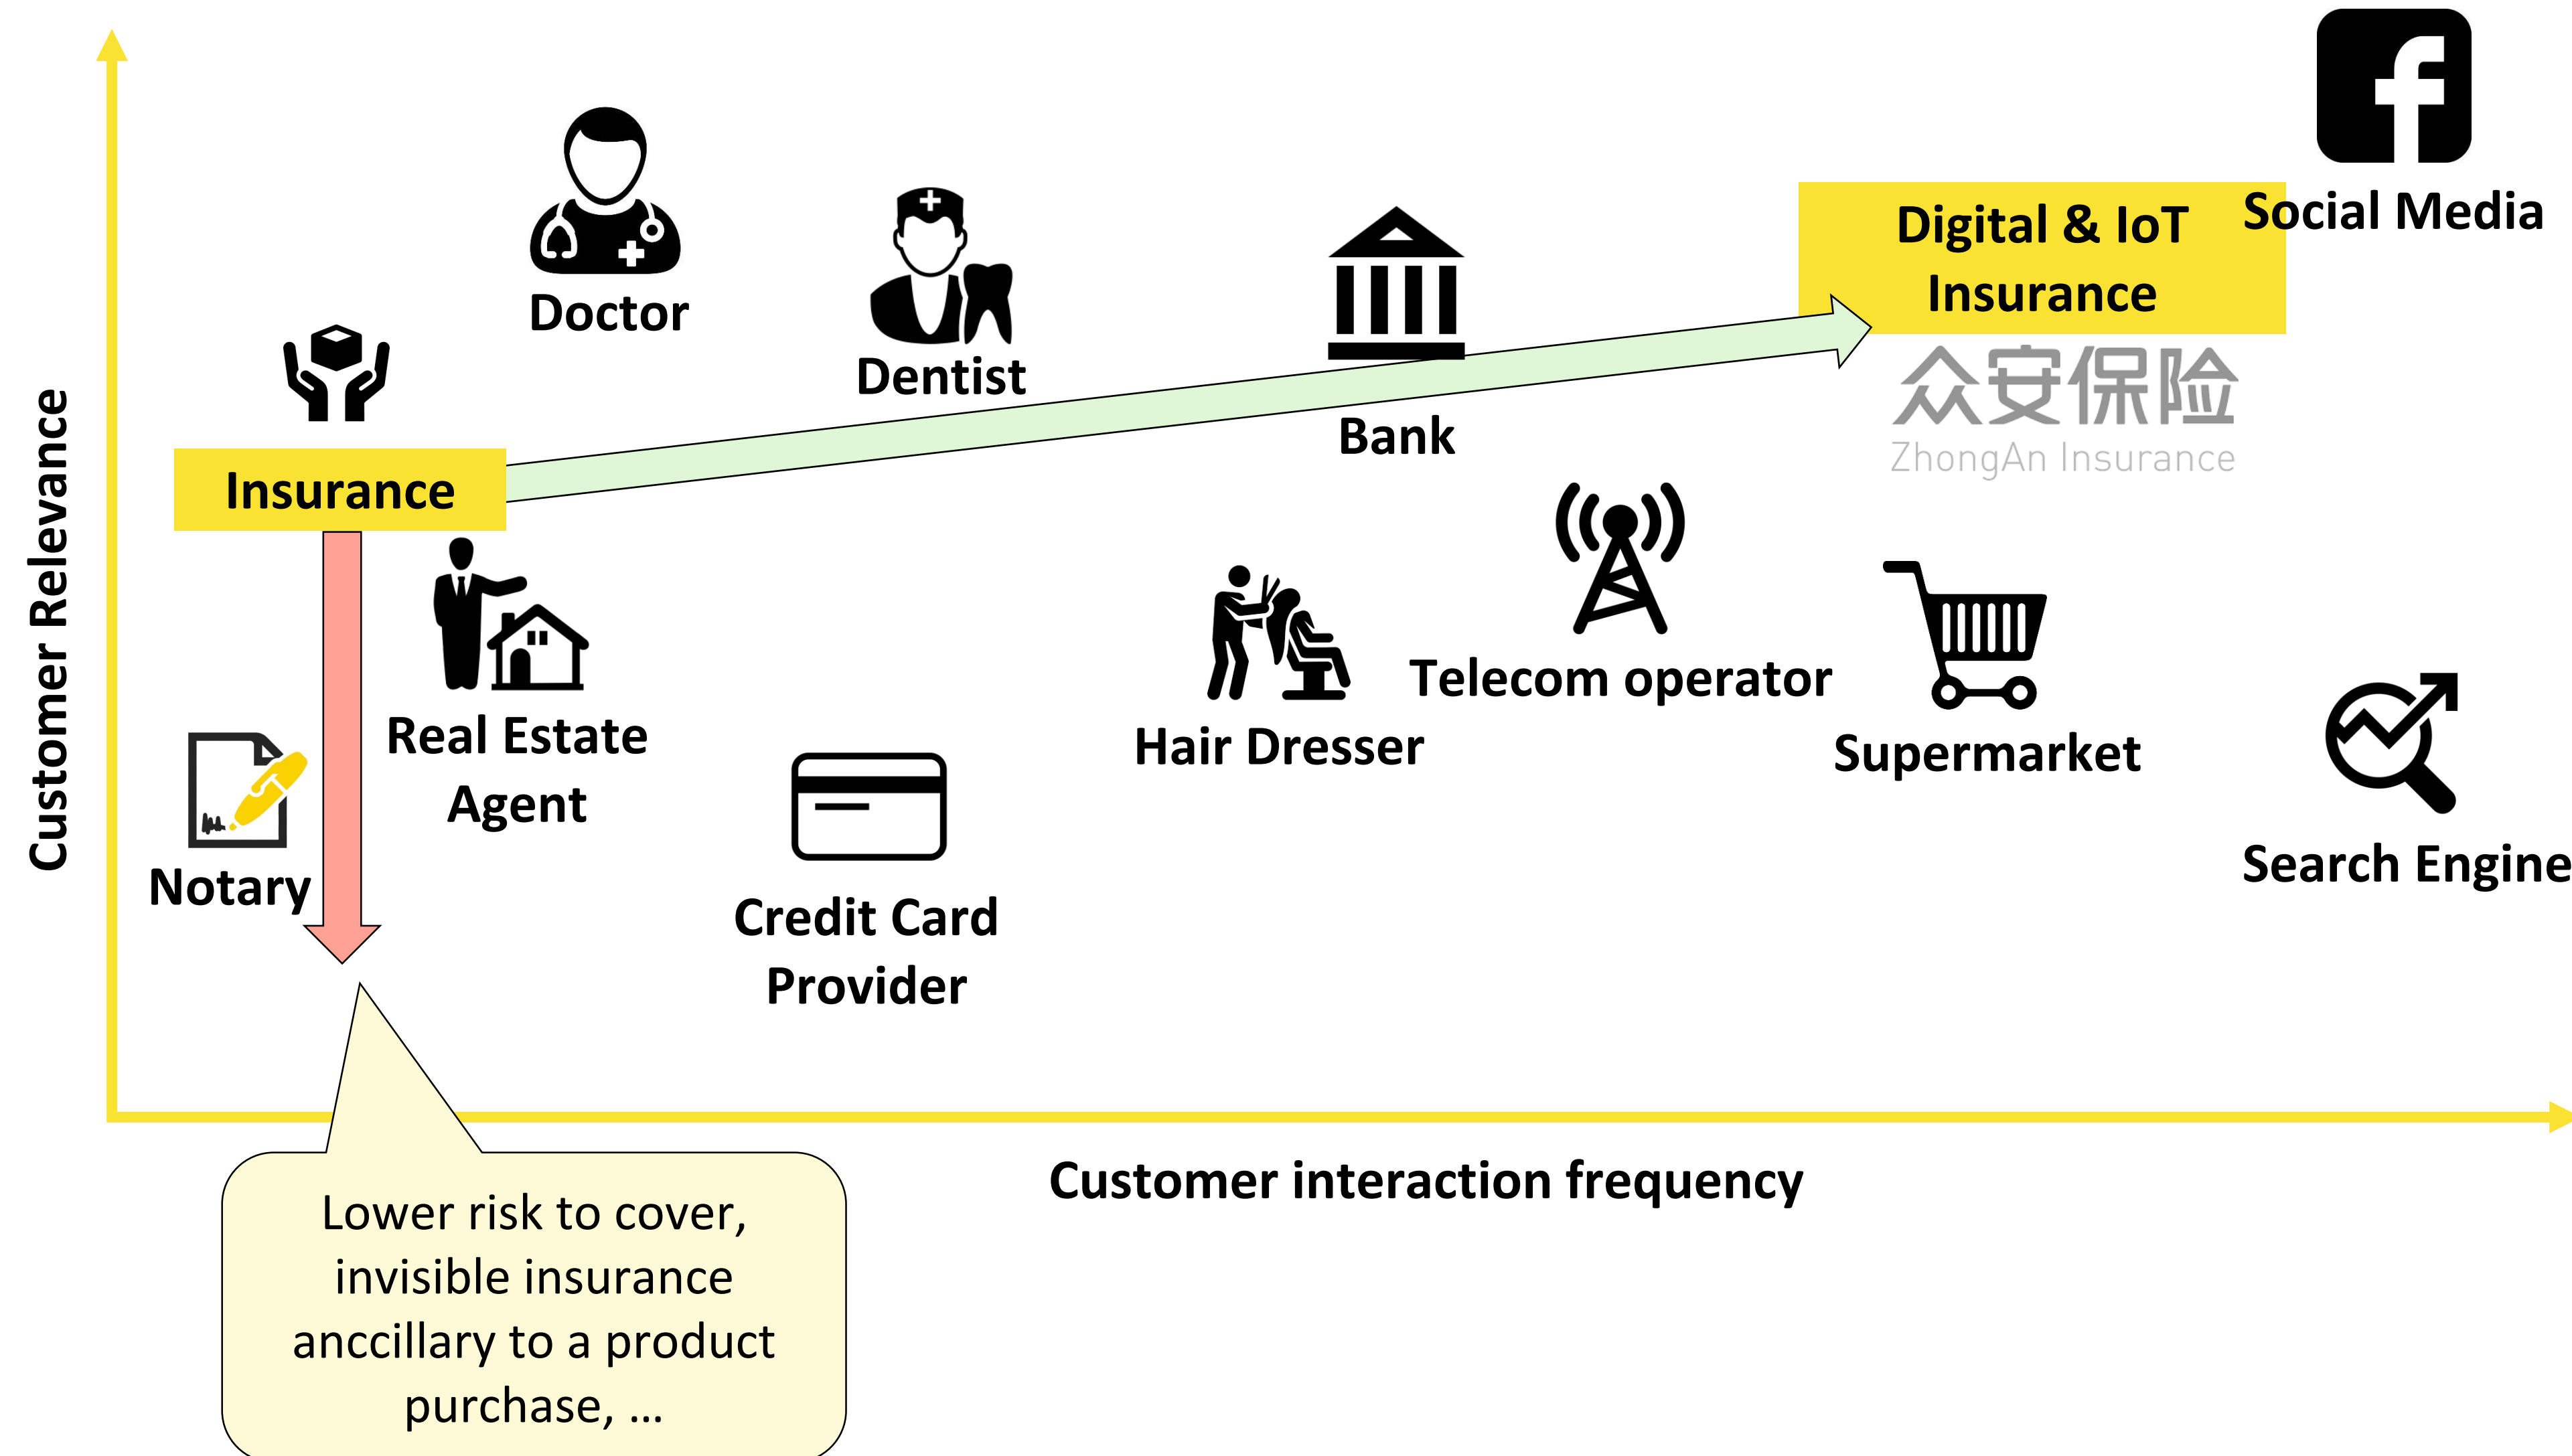 Social Media
Digital & IoT
Insurance
Doctor
Dentist
众安保险
ZhongAn Insurance
Bank
Insurance
Customer Relevance
Telecom operator
Real Estate
Agent
Hair Dresser
Supermarket
Notary
Search Engine
Credit Card
Provider
Customer interaction frequency
Lower risk to cover,
invisible insurance
anccillary to a product
purchase, ...